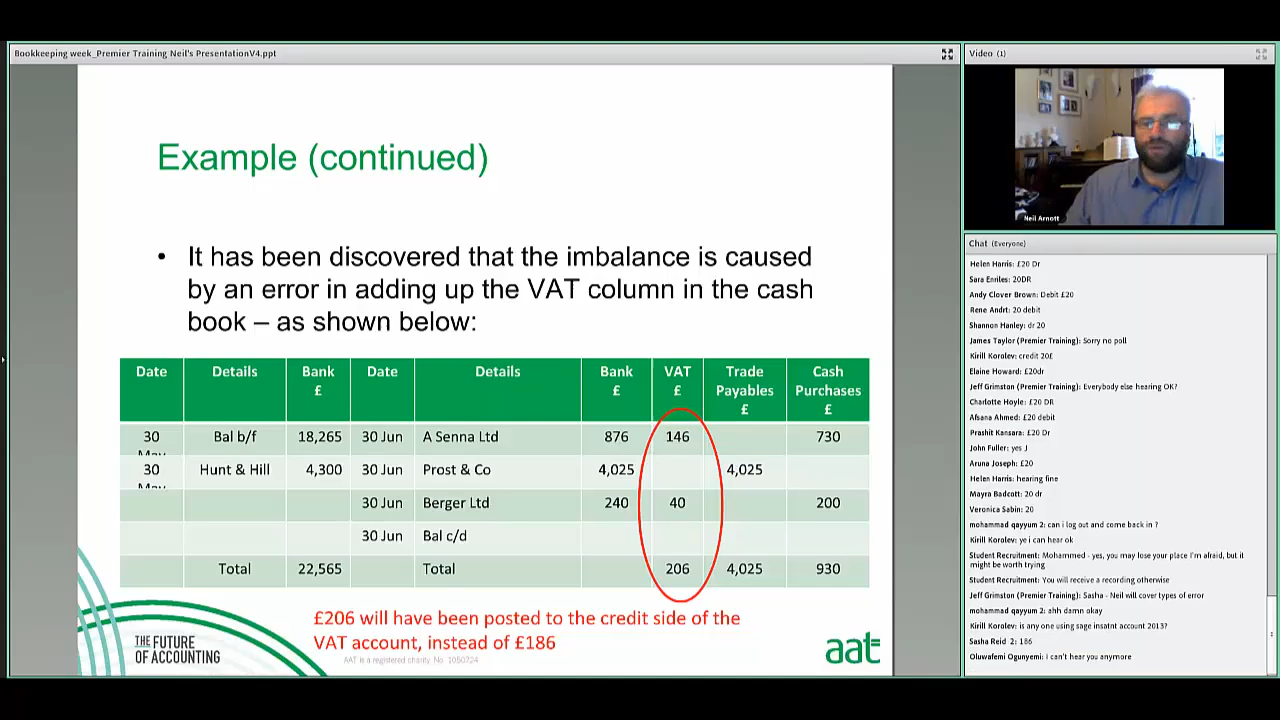 Bookkeeping week_Premier Training Neil's PresentationV4.ppt
Example (continued)
• It has been discovered that the imbalance is caused
by an error in adding up the VAT column in the cash
book – as shown below:
Date Details Bank £ Date Details Bank £ VAT £ Trade Payables £ Cash Purchases £
30 May Bal b/f 18,265 30 Jun A Senna Ltd 876 146 730
30 May Hunt & Hill 4,300 30 Jun Prost & Co 4,025 4,025
30 Jun Berger Ltd 240 40 200
30 Jun Bal c/d
Total 22,565 Total 206 4,025 930
£206 will have been posted to the credit side of the
VAT account, instead of £186
THE FUTURE
OF ACCOUNTING
AAT is a registered charity. No. 1050724
aat
Video (1)
Neil Arnott
Chat (Everyone)
Helen Harris: £20 Dr
Sara Enriles: 20DR
Andy Clover Brown: Debit £20
Rene Andrt: 20 debit
Shannon Hanley: dr 20
James Taylor (Premier Training): Sorry no poll
Kirill Korolev: credit 20£
Elaine Howard: £20dr
Jeff Grimston (Premier Training): Everybody else hearing OK?
Charlotte Hoyle: £20 DR
Afsana Ahmed: £20 debit
Prashit Kansara: £20 Dr
John Fuller: yes J
Aruna Joseph: £20
Helen Harris: hearing fine
Mayra Badcott: 20 dr
Veronica Sabin: 20
mohammad qayyum 2: can i log out and come back in ?
Kirill Korolev: ye i can hear ok
Student Recruitment: Mohammed - yes, you may lose your place I'm afraid, but it
might be worth trying
Student Recruitment: You will receive a recording otherwise
Jeff Grimston (Premier Training): Sasha - Neil will cover types of error
mohammad qayyum 2: ahh damn okay
Kirill Korolev: is any one using sage insatnt account 2013?
Sasha Reid 2: 186
Oluwafemi Ogunyemi: i can't hear you anymore